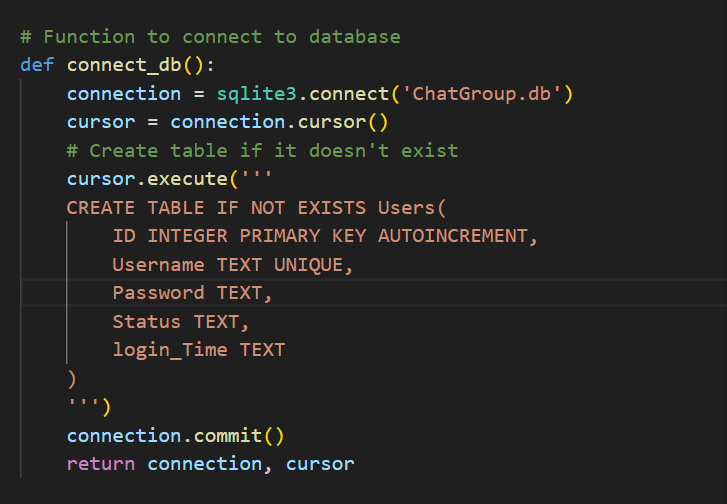 # Function to connect to database
def connect_db():
    connection = sqlite3.connect('ChatGroup.db')
    cursor = connection.cursor()
    # Create table if it doesn't exist
    cursor.execute('''
    CREATE TABLE IF NOT EXISTS Users(
        ID INTEGER PRIMARY KEY AUTOINCREMENT,
        Username TEXT UNIQUE,
        Password TEXT,
        Status TEXT,
        login_Time TEXT
    )
    ''')
    connection.commit()
    return connection, cursor